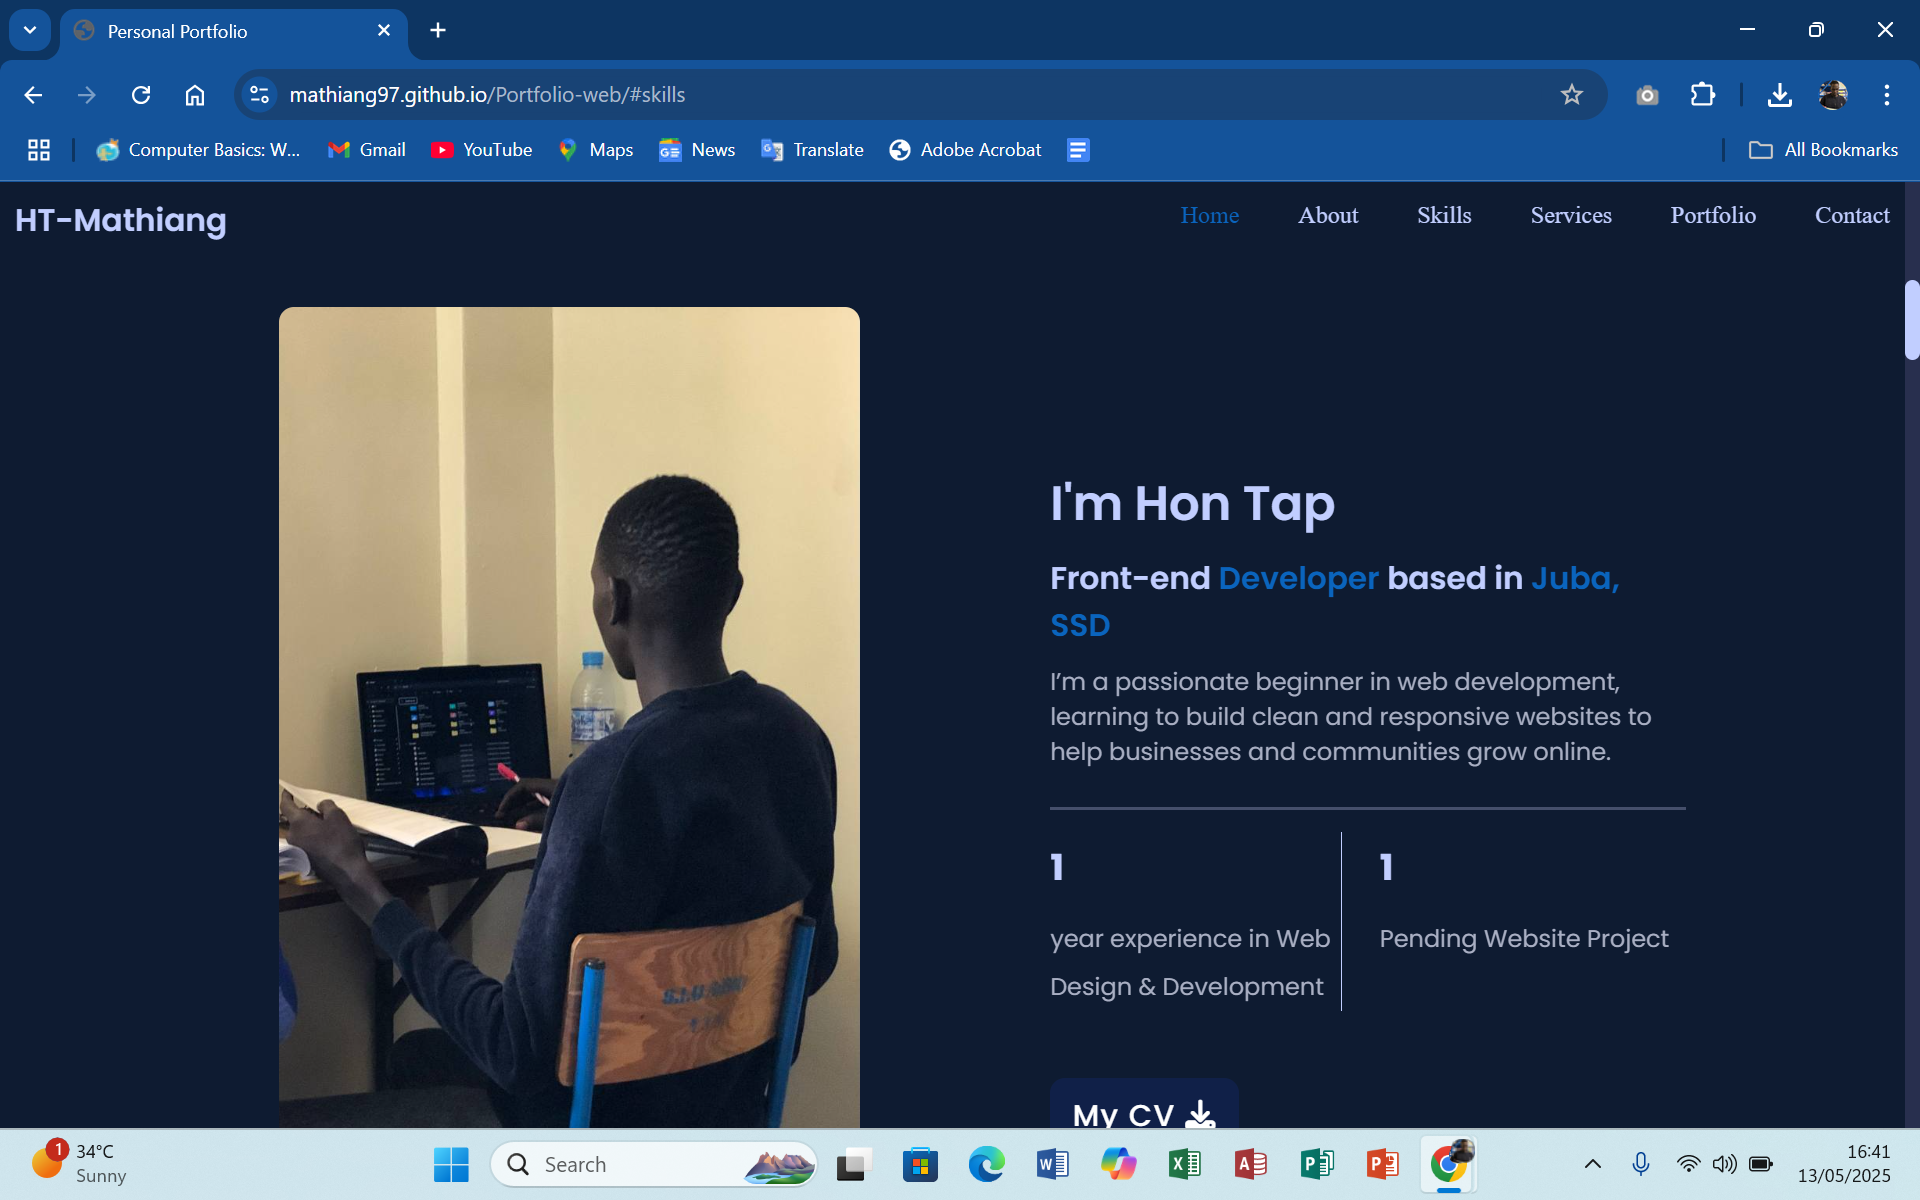 Personal Portfolio
mathiang97.github.io/Portfolio-web/#skills
Computer Basics: W...
Gmail
YouTube
Maps
News
Translate
Adobe Acrobat
All Bookmarks
HT-Mathiang
Home
About
Skills
Services
Portfolio
Contact
I'm Hon Tap
Front-end Developer based in Juba,
SSD
I’m a passionate beginner in web development,
learning to build clean and responsive websites to
help businesses and communities grow online.
1
year experience in Web
Design & Development
1
Pending Website Project
My CV
1
34°C
Sunny
Search
16:41
13/05/2025